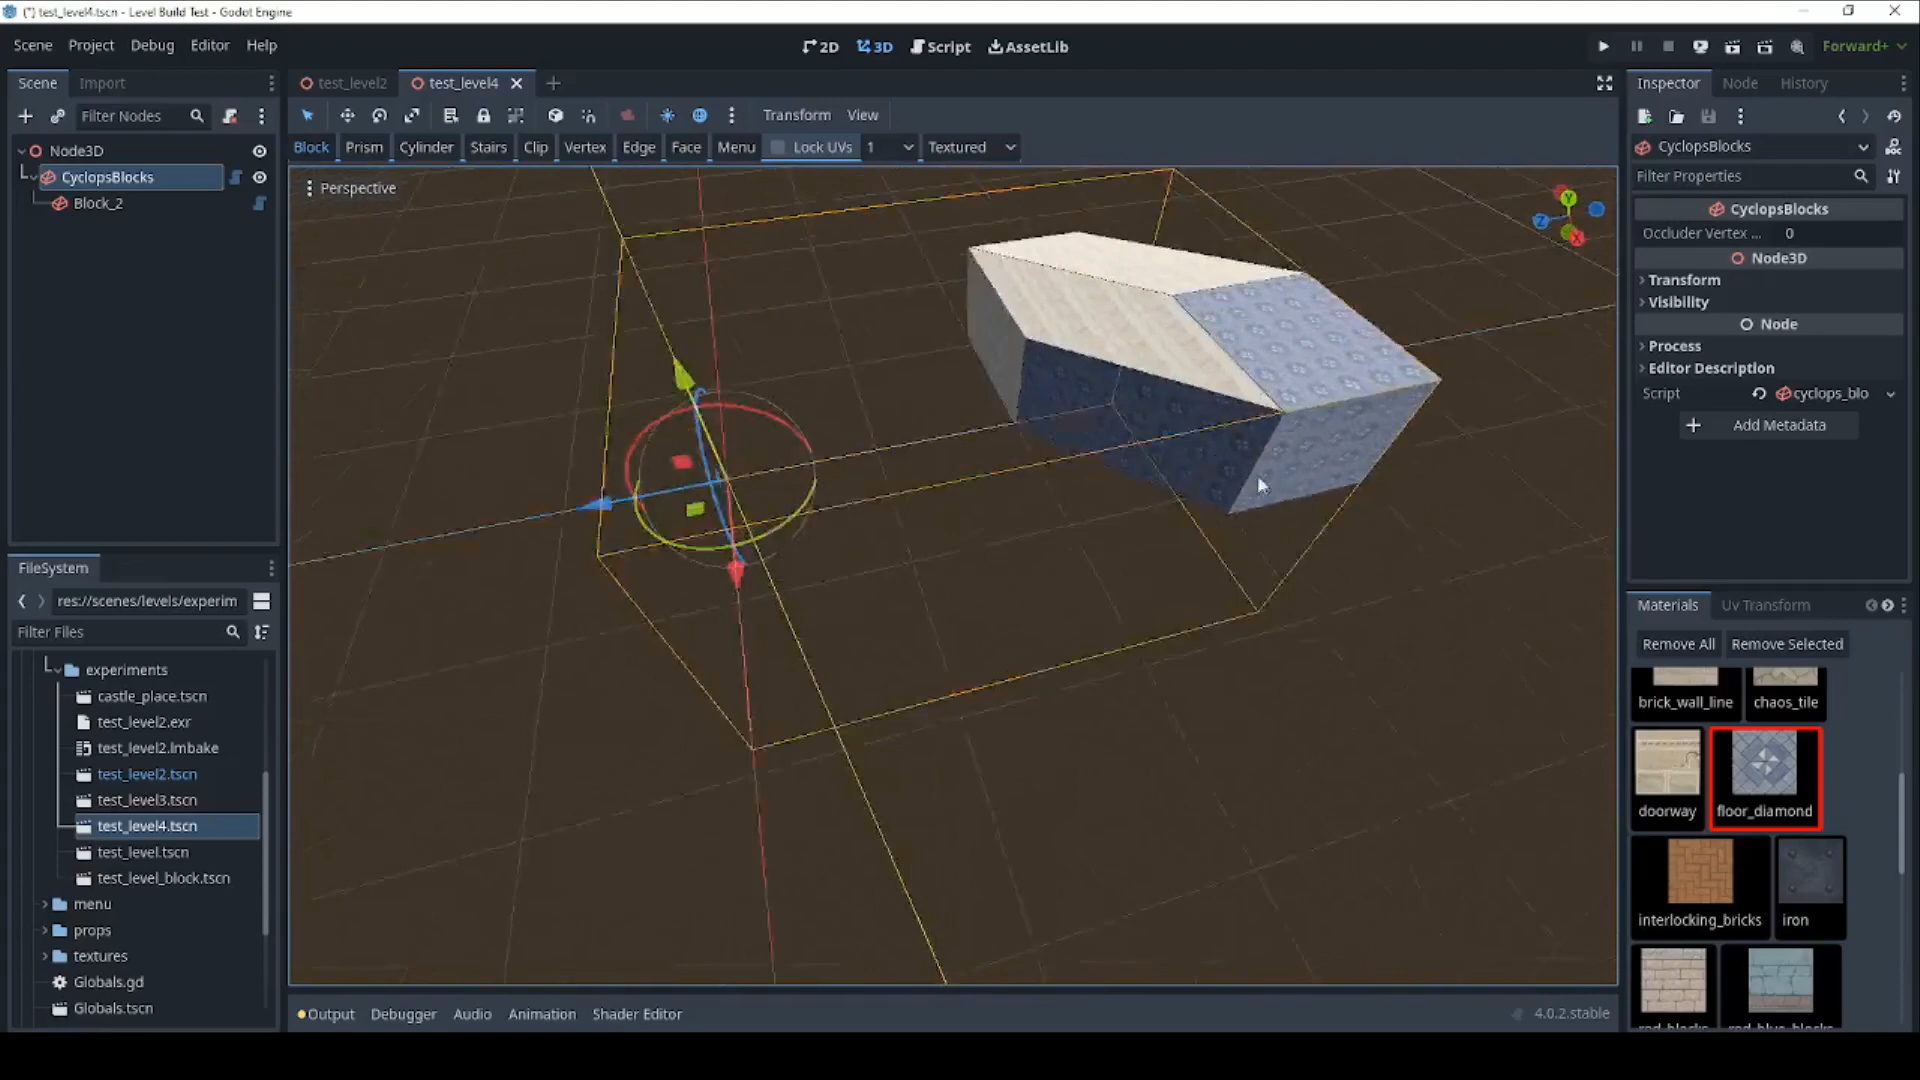 (*) test_level4.tscn - Level Build Test - Godot Engine
Scene Project Debug Editor Help
2D 3D Script AssetLib
Forward+
Scene Import
Filter Nodes
Node3D
CyclopsBlocks
Block_2
test_level2 test_level4
Transform View
Block Prism Cylinder Stairs Clip Vertex Edge Face Menu Lock UVs 1 Textured
Perspective
Y
Z
X
Inspector Node History
CyclopsBlocks
Filter Properties
CyclopsBlocks
Occluder Vertex ... 0
Node3D
Transform
Visibility
Node
Process
Editor Description
Script cyclops_blo
Add Metadata
FileSystem
res://scenes/levels/experim
Filter Files
experiments
castle_place.tscn
test_level2.exr
test_level2.lmbake
test_level2.tscn
test_level3.tscn
test_level4.tscn
test_level.tscn
test_level_block.tscn
menu
props
textures
Globals.gd
Globals.tscn
Materials Uv Transform
Remove All Remove Selected
brick_wall_line chaos_tile
doorway floor_diamond
interlocking_bricks iron
Output Debugger Audio Animation Shader Editor
4.0.2.stable